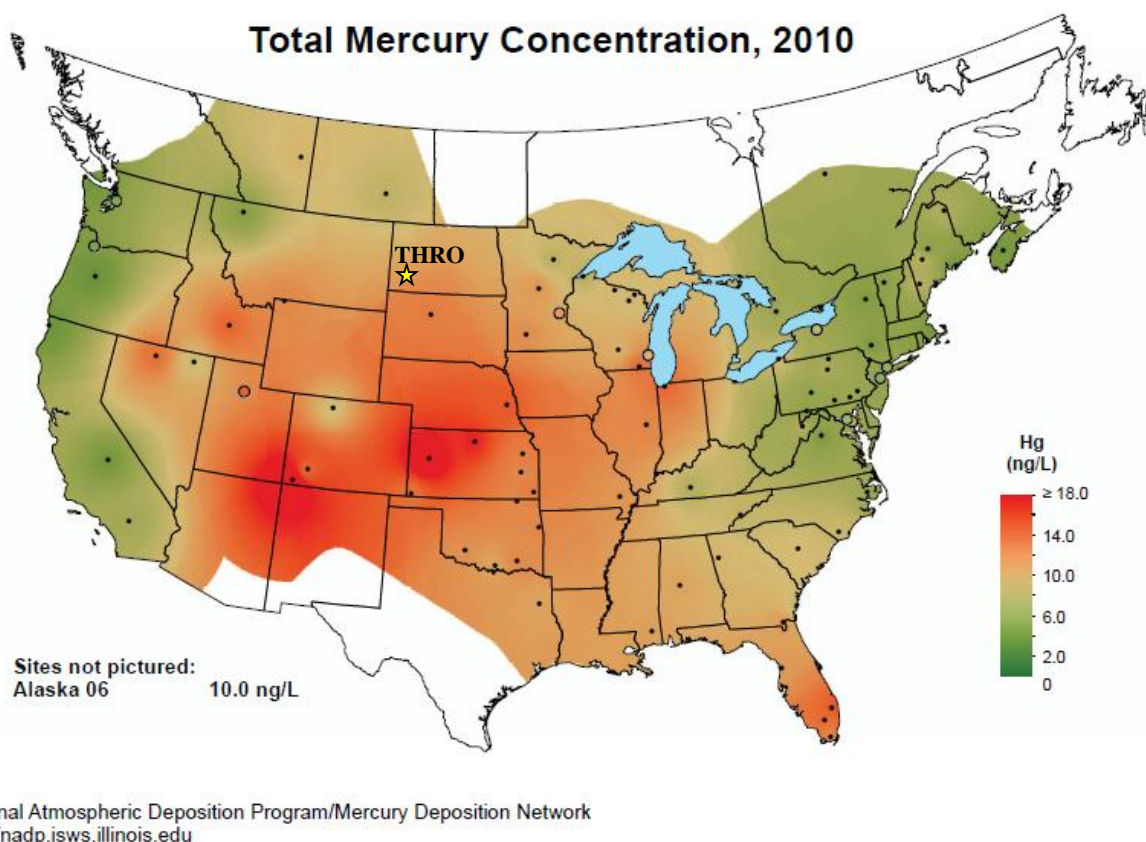 Total Mercury Concentration, 2010
THRO
Hg
(ng/L)
≥ 18.0
14.0
10.0
6.0
2.0
0
Sites not pictured:
Alaska 06 10.0 ng/L
nal Atmospheric Deposition Program/Mercury Deposition Network
/nadp.isws.illinois.edu